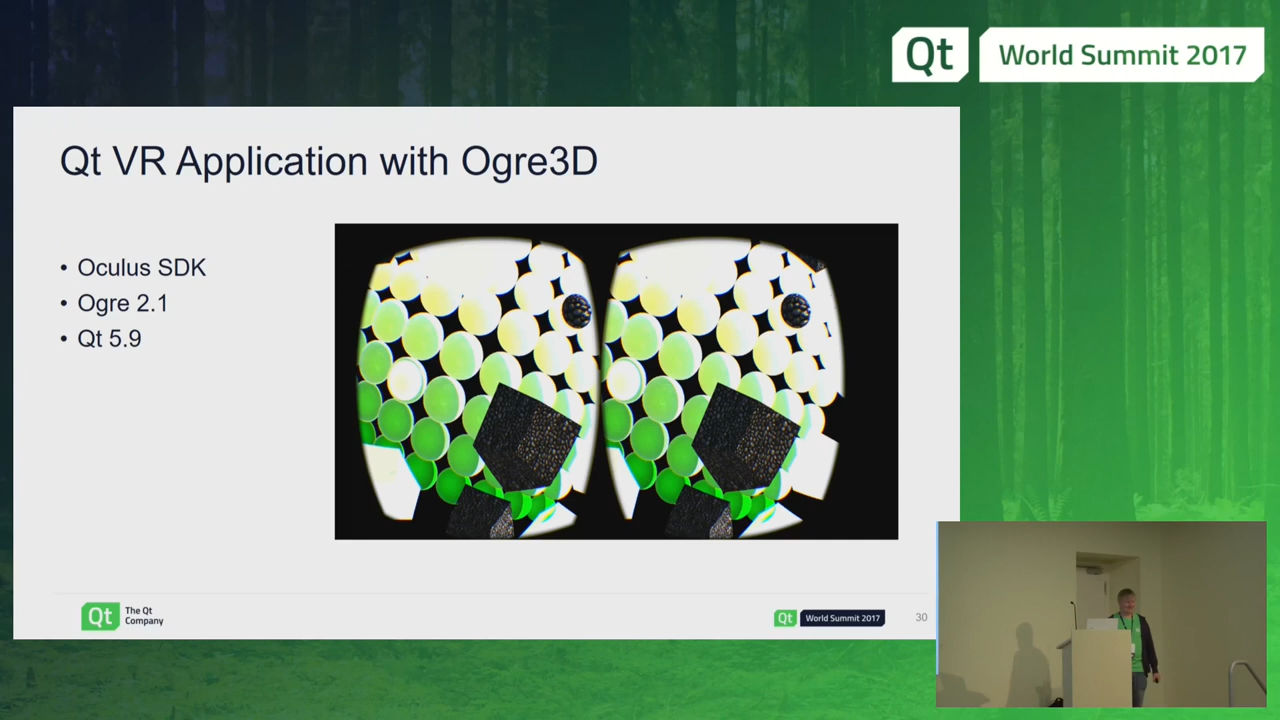 Qt World Summit 2017
Qt VR Application with Ogre3D
• Oculus SDK
• Ogre 2.1
• Qt 5.9
Qt The Qt
Company
Qt World Summit 2017 30